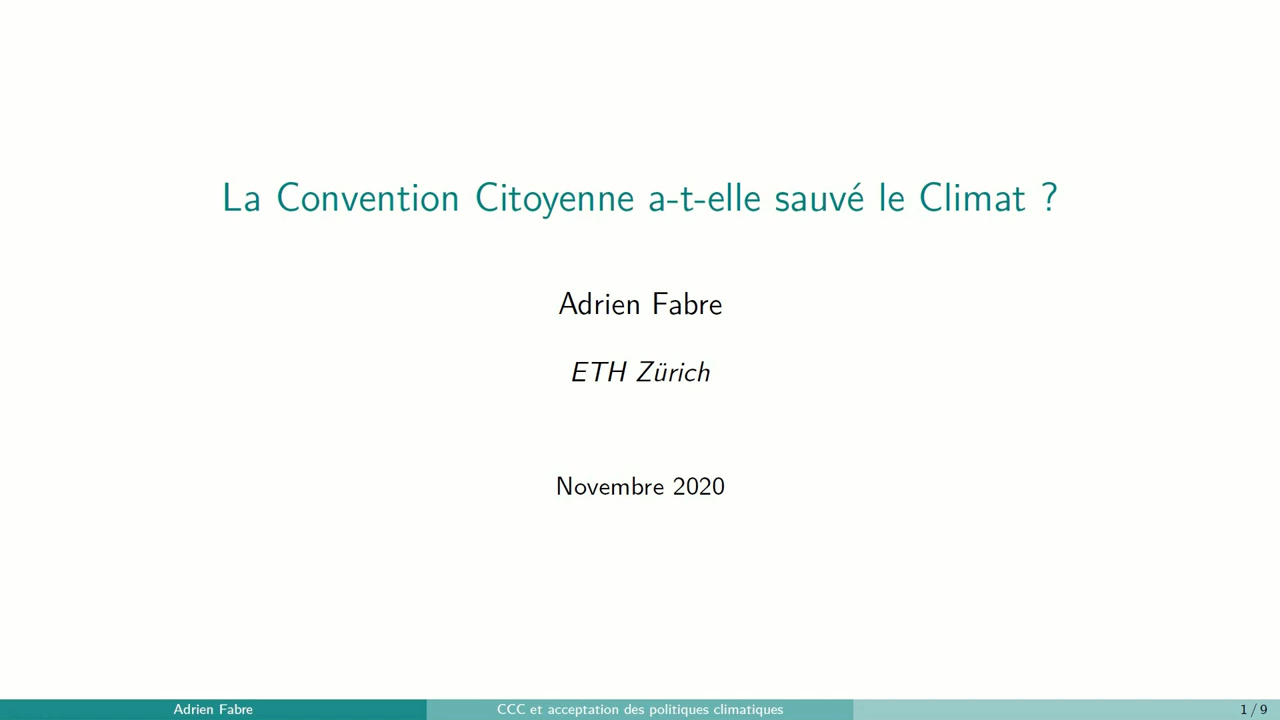 La Convention Citoyenne a-t-elle sauvé le Climat ?
Adrien Fabre
ETH Zürich
Novembre 2020
Adrien Fabre
CCC et acceptation des politiques climatiques
1 / 9